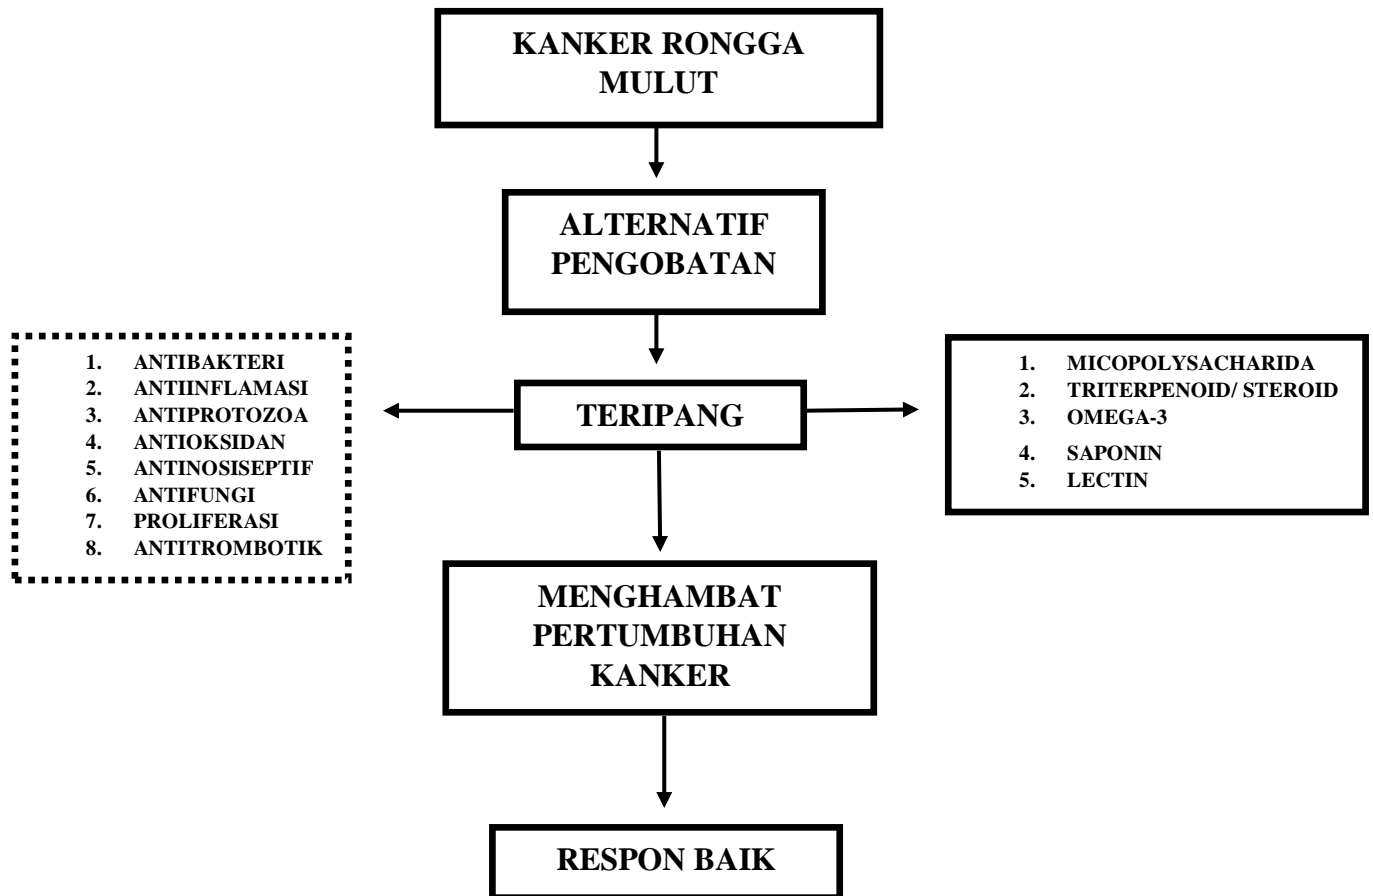 KANKER RONGGA
MULUT
ALTERNATIF
PENGOBATAN
1. ANTIBAKTERI
2. ANTIINFLAMASI
3. ANTIPROTOZOA
4. ANTIOKSIDAN
5. ANTINOSISEPTIF
6. ANTIFUNGI
7. PROLIFERASI
8. ANTITROMBOTIK
TERIPANG
1. MICOPOLYSACHARIDA
2. TRITERPENOID/ STEROID
3. OMEGA-3
4. SAPONIN
5. LECTIN
MENGHAMBAT
PERTUMBUHAN
KANKER
RESPON BAIK